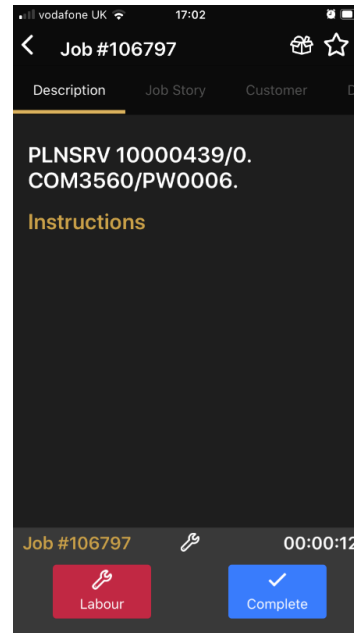 vodafone UK 17:02
Job #106797
Description Job Story Customer D
PLNSRV 10000439/0.
COM3560/PW0006.
Instructions
Job #106797 00:00:12
Labour Complete